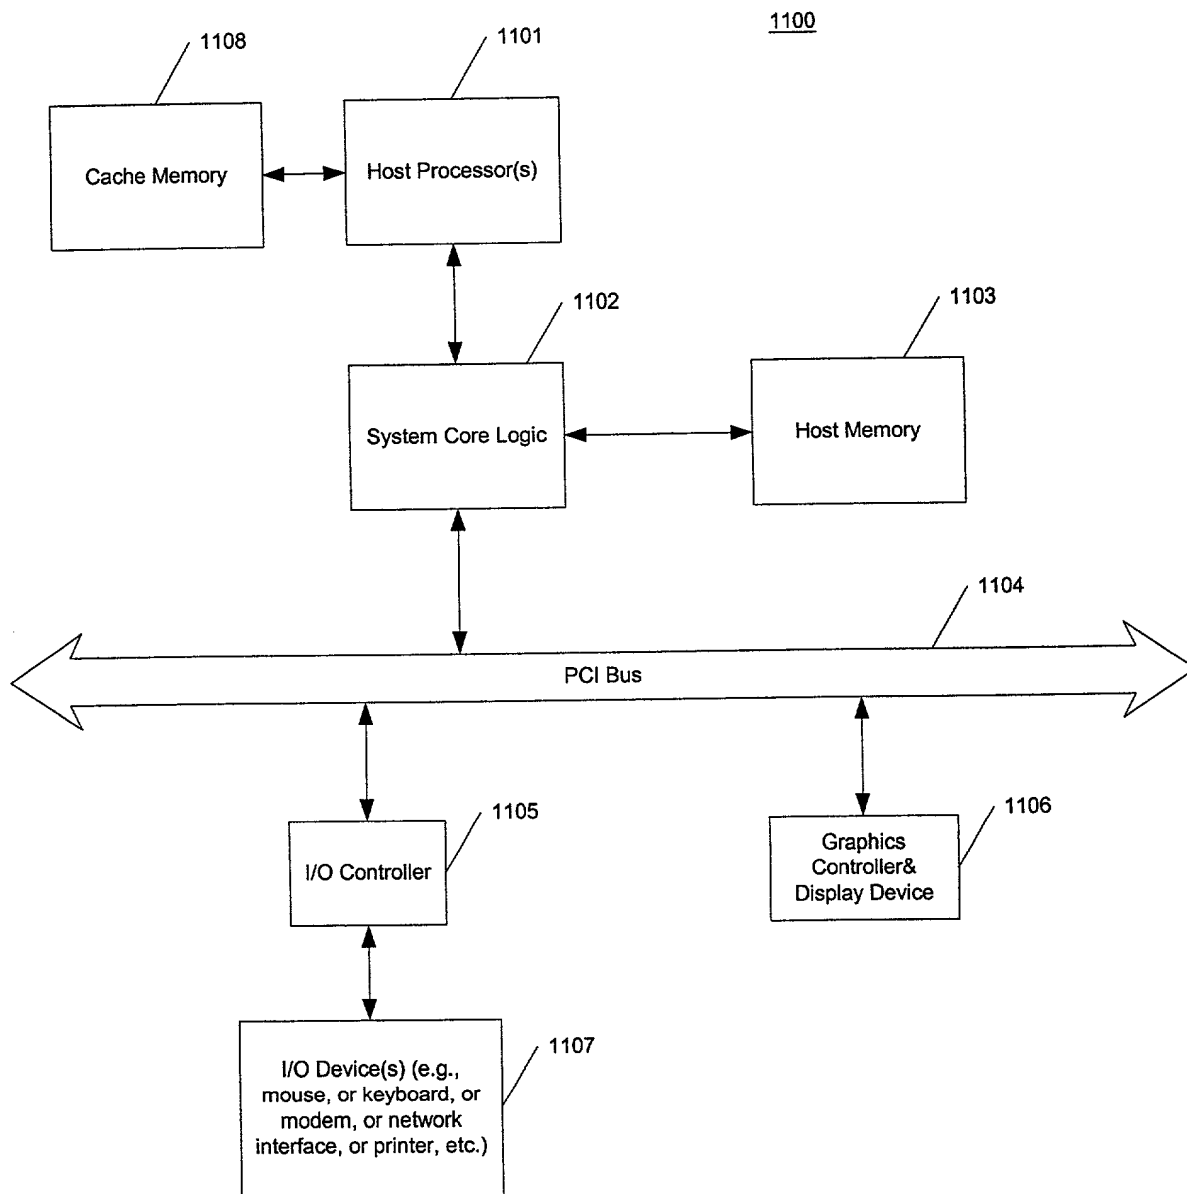 1100
1108
1101
Cache Memory
Host Processor(s)
1102
1103
System Core Logic
Host Memory
1104
PCI Bus
1105
1106
I/O Controller
Graphics
Controller&
Display Device
1107
I/O Device(s) (e.g.,
mouse, or keyboard, or
modem, or network
interface, or printer, etc.)